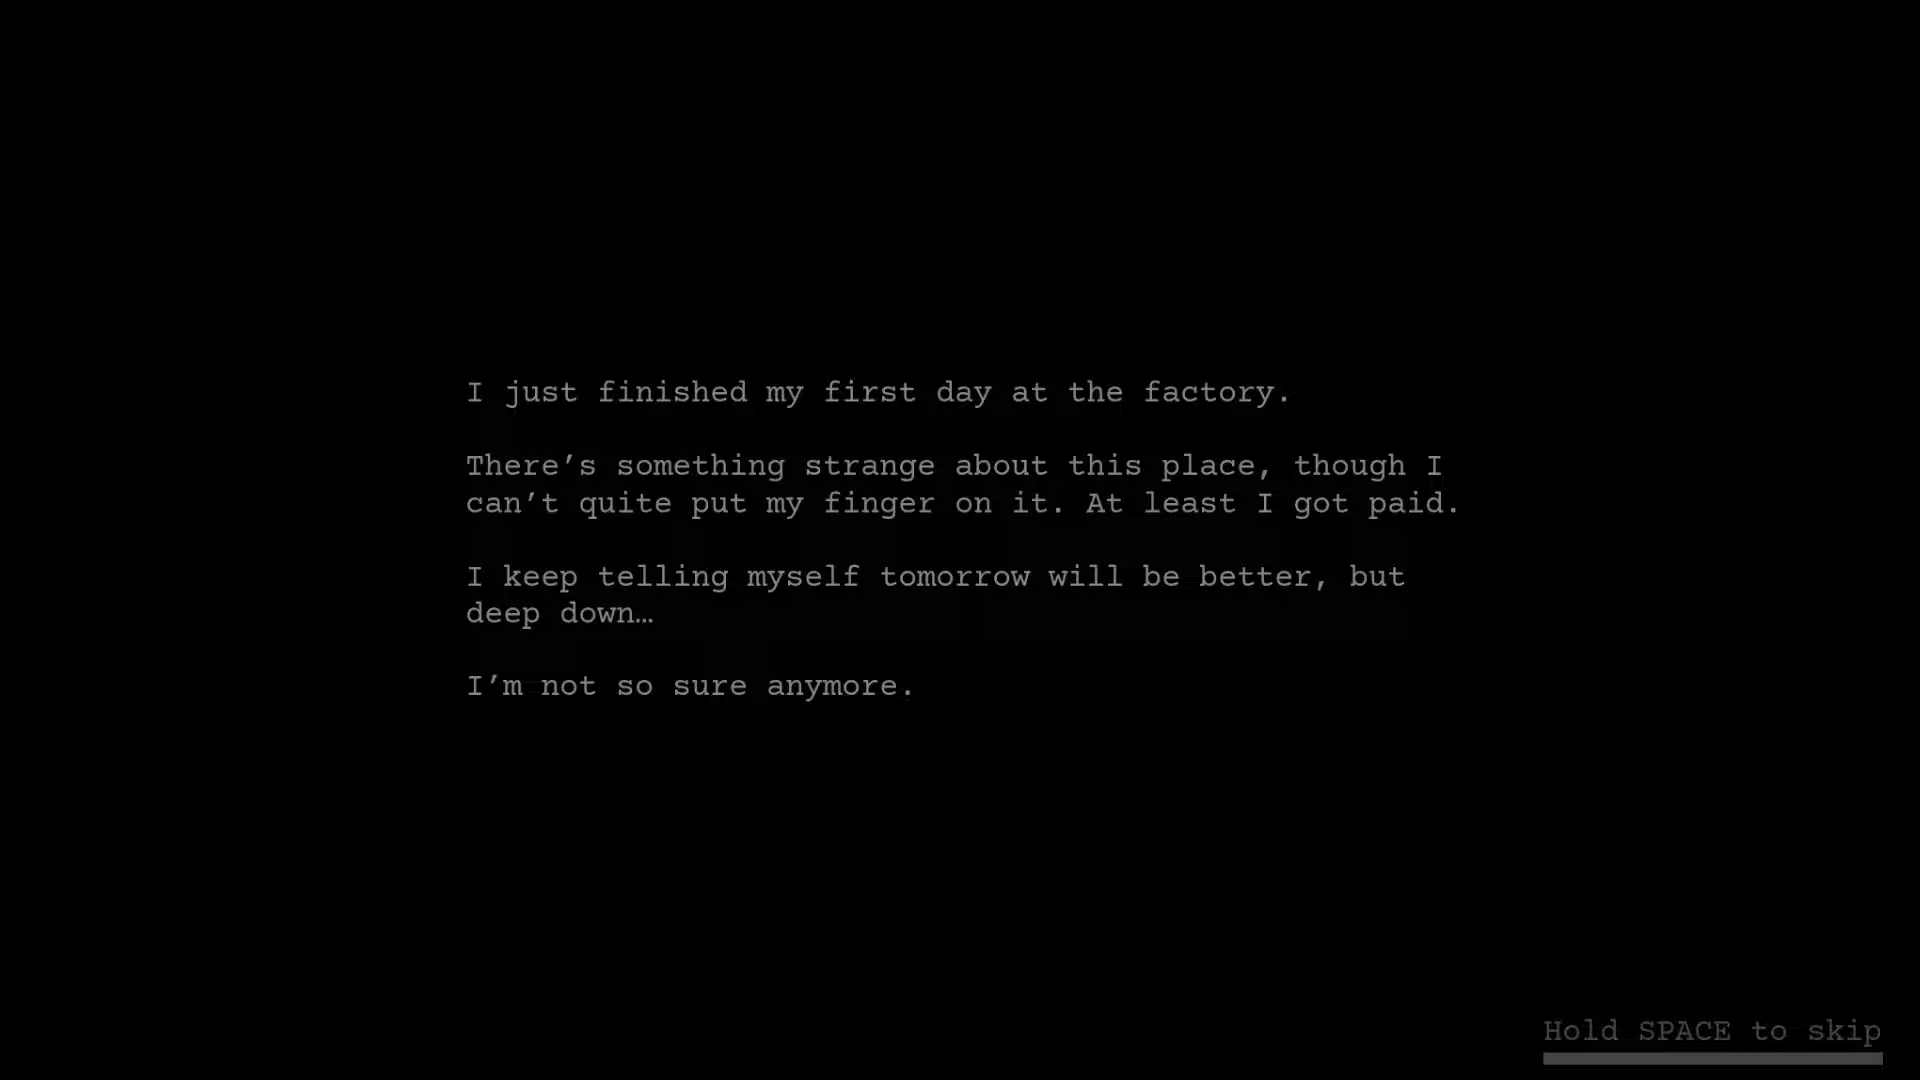 I just finished my first day at the factory.
There’s something strange about this place, though I
can’t quite put my finger on it. At least I got paid.
I keep telling myself tomorrow will be better, but
deep down…
I’m not so sure anymore.
Hold SPACE to skip